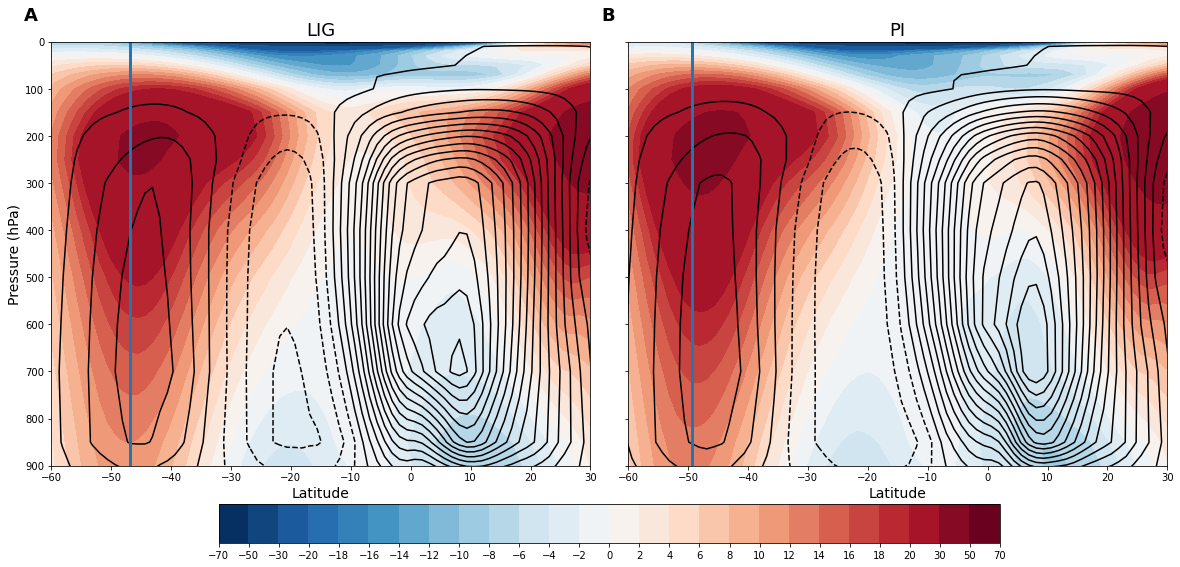 A
B
LIG
PI
0
100
200
300
400
500
600
700
800
900
Pressure (hPa)
−60 −50 −40 −30 −20 −10 0 10 20 30
−60 −50 −40 −30 −20 −10 0 10 20 30
Latitude
Latitude
−70 −50 −30 −20 −18 −16 −14 −12 −10 −8 −6 −4 −2 0 2 4 6 8 10 12 14 16 18 20 30 50 70